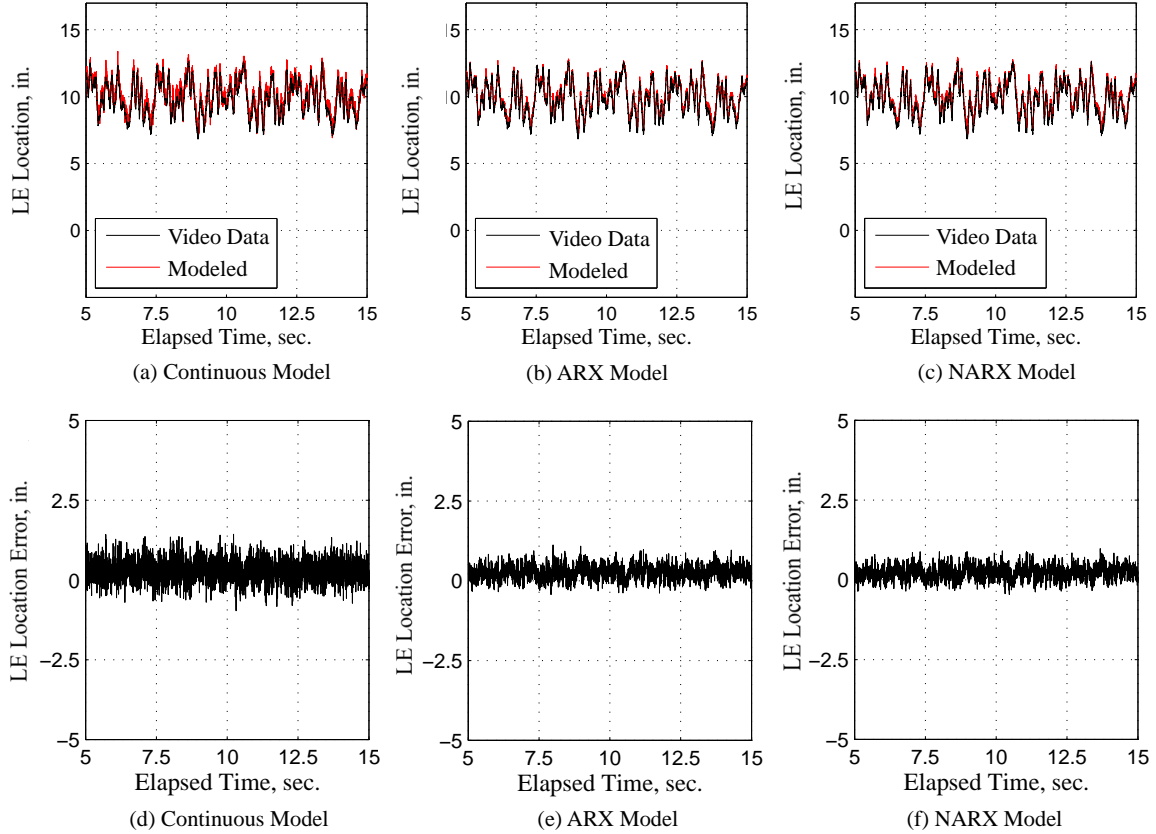 15
10
5
0
5 7.5 10 12.5 15
LE Location, in.
Video Data
Modeled
Elapsed Time, sec.
(a) Continuous Model
15
10
5
0
5 7.5 10 12.5 15
LE Location, in.
Video Data
Modeled
Elapsed Time, sec.
(b) ARX Model
15
10
5
0
5 7.5 10 12.5 15
LE Location, in.
Video Data
Modeled
Elapsed Time, sec.
(c) NARX Model
5
2.5
0
−2.5
−5
5 7.5 10 12.5 15
LE Location Error, in.
Elapsed Time, sec.
(d) Continuous Model
5
2.5
0
−2.5
−5
5 7.5 10 12.5 15
LE Location Error, in.
Elapsed Time, sec.
(e) ARX Model
5
2.5
0
−2.5
−5
5 7.5 10 12.5 15
LE Location Error, in.
Elapsed Time, sec.
(f) NARX Model